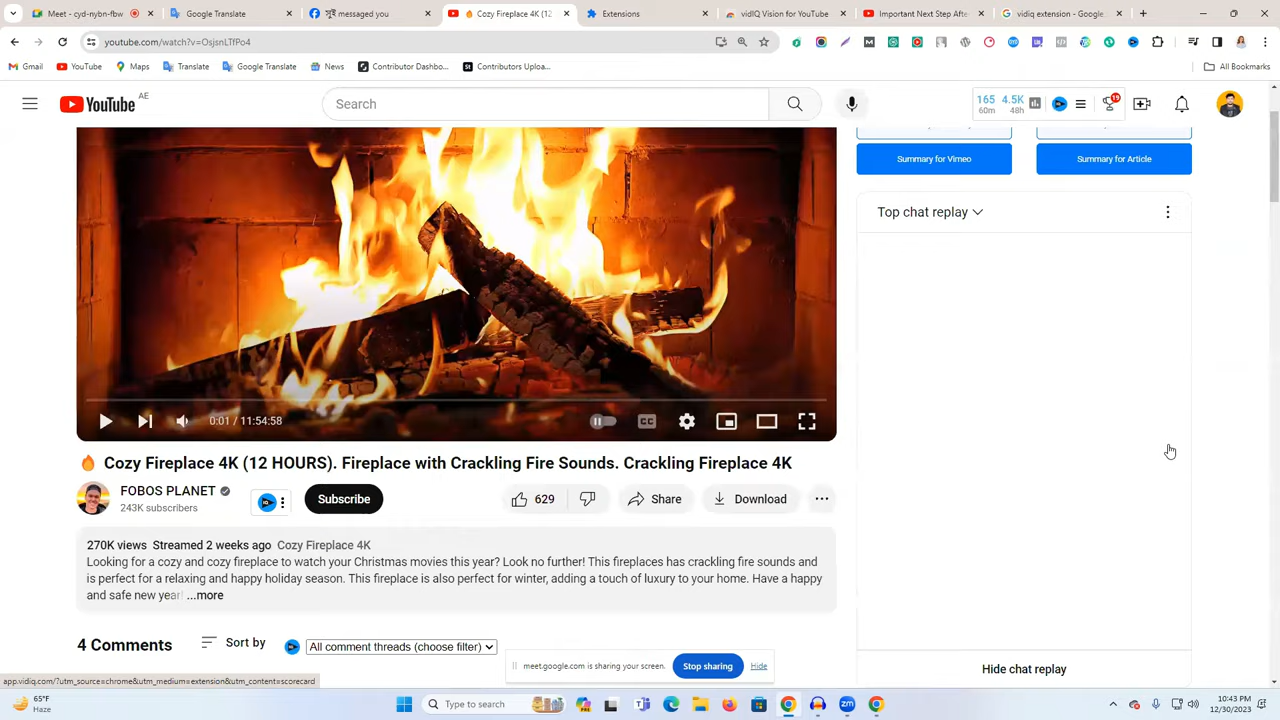 Meet - cyd-nybn-fbw
Google Translate
messaged you
Cozy Fireplace 4K (12
Extensions
vidIQ Vision for YouTube
Important Next Step Afte
vidiq extension - Google
youtube.com/watch?v=OsjsnLTfPo4
Gmail
YouTube
Maps
Translate
Google Translate
News
Contributor Dashbo...
Contributors Uploa...
All Bookmarks
YouTube AE
Search
165 4.5K
60m 48h
19
Summary for Vimeo
Summary for Article
Top chat replay
0:01 / 11:54:58
Cozy Fireplace 4K (12 HOURS). Fireplace with Crackling Fire Sounds. Crackling Fireplace 4K
FOBOS PLANET
243K subscribers
Subscribe
629
Share
Download
270K views Streamed 2 weeks ago Cozy Fireplace 4K
Looking for a cozy and cozy fireplace to watch your Christmas movies this year? Look no further! This fireplaces has crackling fire sounds and
is perfect for a relaxing and happy holiday season. This fireplace is also perfect for winter, adding a touch of luxury to your home. Have a happy
and safe new year! ...more
4 Comments
Sort by
All comment threads (choose filter)
meet.google.com is sharing your screen.
Stop sharing
Hide
Hide chat replay
app.vidiq.com/?utm_source=chrome&utm_medium=extension&utm_content=scorecard
65°F
Haze
Type to search
10:43 PM
12/30/2023